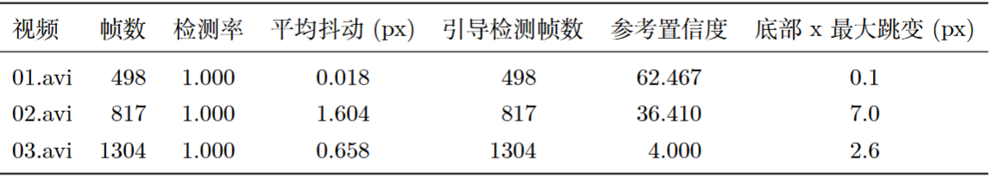 视频 帧数 检测率 平均抖动 (px) 引导检测帧数 参考置信度 底部 x 最大跳变 (px)
01.avi 498 1.000 0.018 498 62.467 0.1
02.avi 817 1.000 1.604 817 36.410 7.0
03.avi 1304 1.000 0.658 1304 4.000 2.6